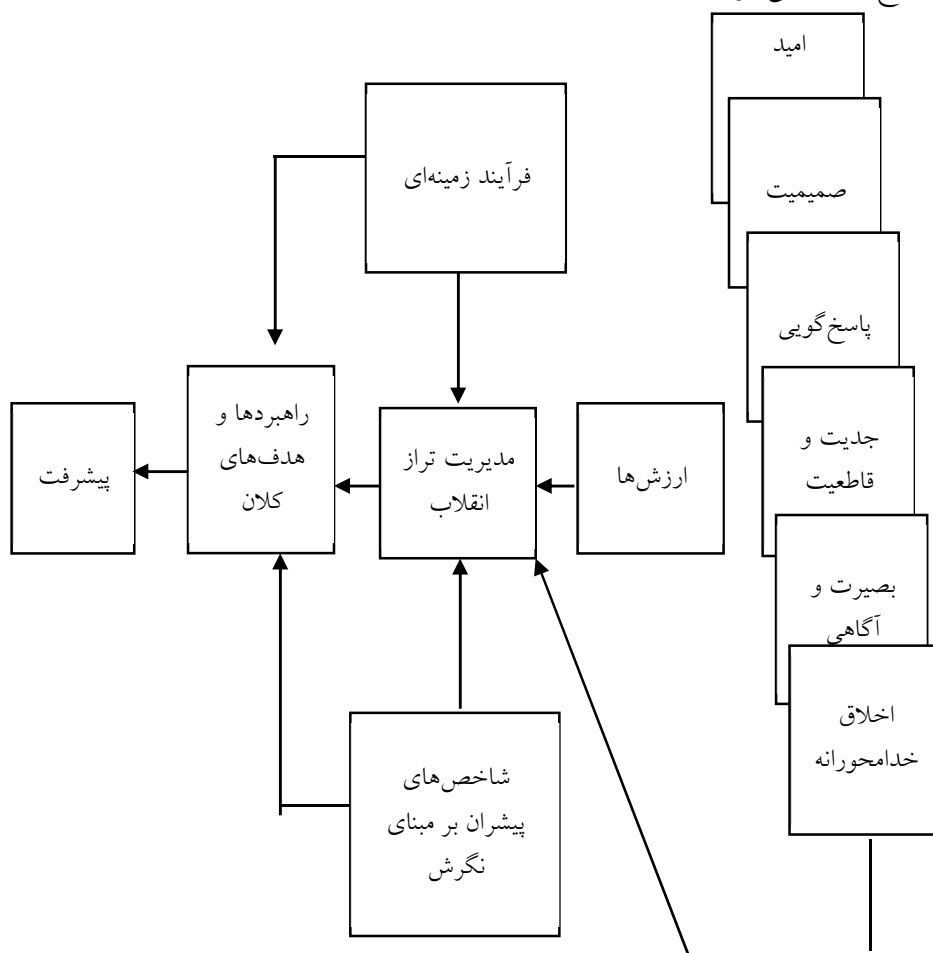 امید
صمیمیت
پاسخ‌گویی
جدیت و
قاطعیت
بصیرت و
آگاهی
اخلاق
خدامحورانه
فرآیند زمینه‌ای
ارزش‌ها
مدیریت تراز
انقلاب
راهبردها و
هدف‌های
کلان
پیشرفت
شاخص‌های
پیشران بر مبنای
نگرش